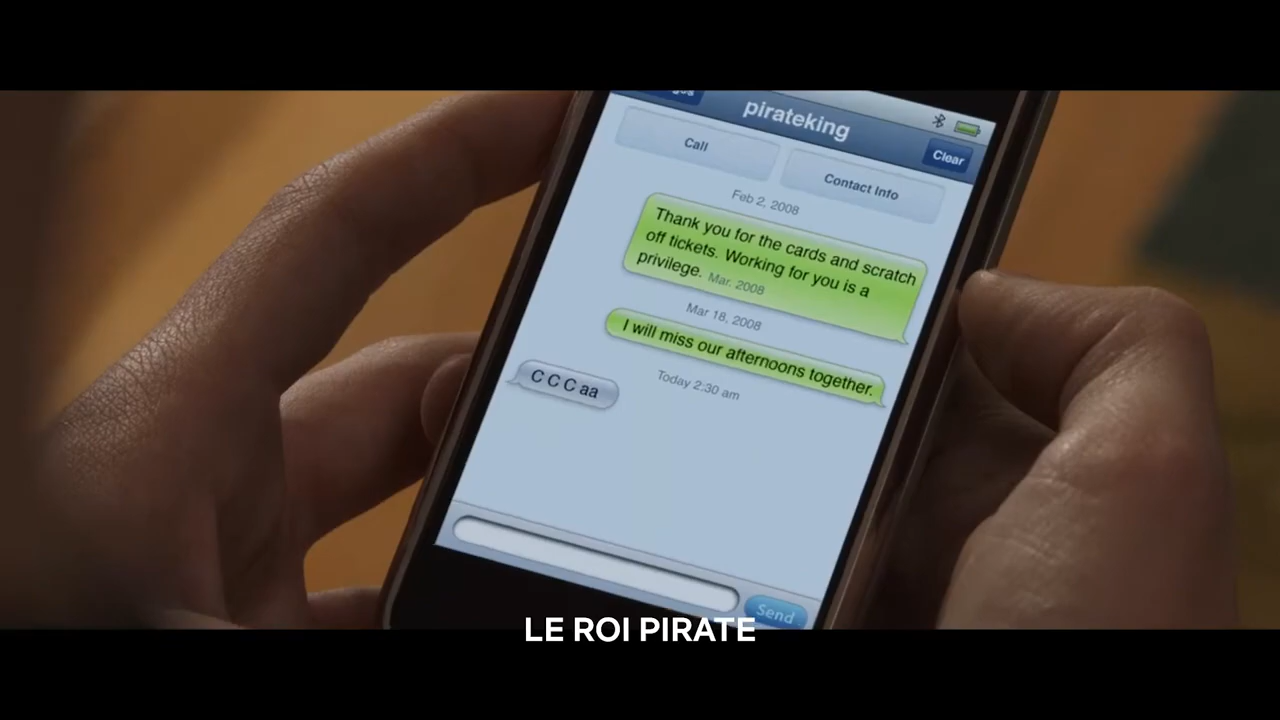 pirateking
Clear
Call
Contact Info
Feb 2, 2008
Thank you for the cards and scratch
off tickets. Working for you is a
privilege. Mar. 2008
Mar 18, 2008
I will miss our afternoons together.
Today 2:30 am
C C C aa
Send
LE ROI PIRATE